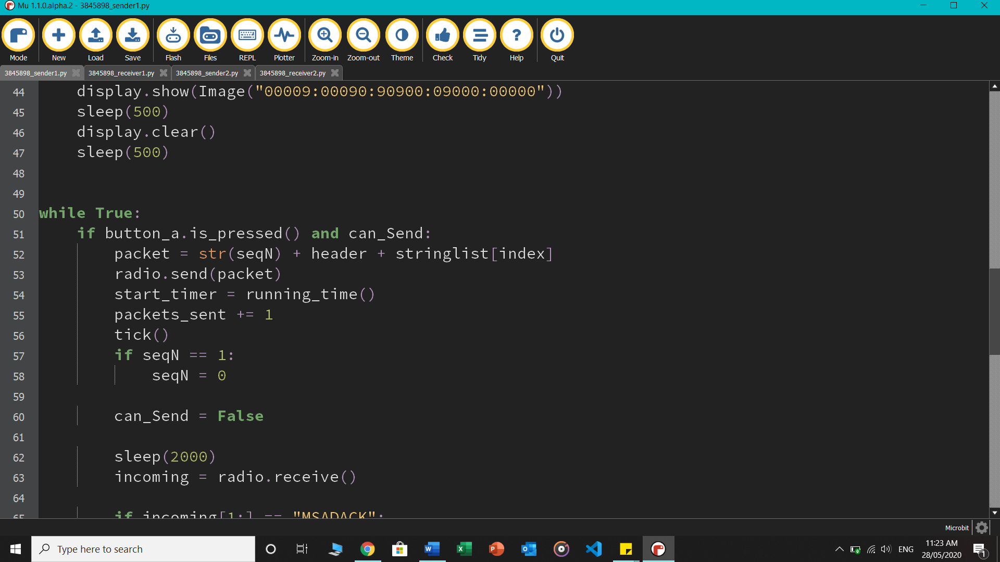 Mu 1.1.0.alpha.2 - 3845898_sender1.py
Mode New Load Save Flash Files REPL Plotter Zoom-in Zoom-out Theme Check Tidy Help Quit
3845898_sender1.py 3845898_receiver1.py 3845898_sender2.py 3845898_receiver2.py
44 display.show(Image("00009:00090:90900:09000:00000"))
45 sleep(500)
46 display.clear()
47 sleep(500)
48
49
50 while True:
51 if button_a.is_pressed() and can_Send:
52 packet = str(seqN) + header + stringlist[index]
53 radio.send(packet)
54 start_timer = running_time()
55 packets_sent += 1
56 tick()
57 if seqN == 1:
58 seqN = 0
59
60 can_Send = False
61
62 sleep(2000)
63 incoming = radio.receive()
64
65 if incoming[1:] == "MSADACK":
Microbit
Type here to search
ENG
11:23 AM
28/05/2020
1